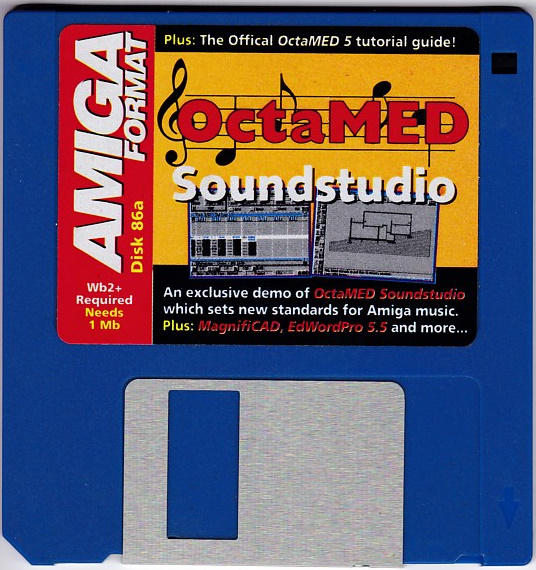 AMIGA
FORMAT
Disk 86a
Wb2+
Required
Needs
1 Mb
Plus: The Offical OctaMED 5 tutorial guide!
OctaMED
Soundstudio
An exclusive demo of OctaMED Soundstudio
which sets new standards for Amiga music.
Plus: MagnifiCAD, EdWordPro 5.5 and more...